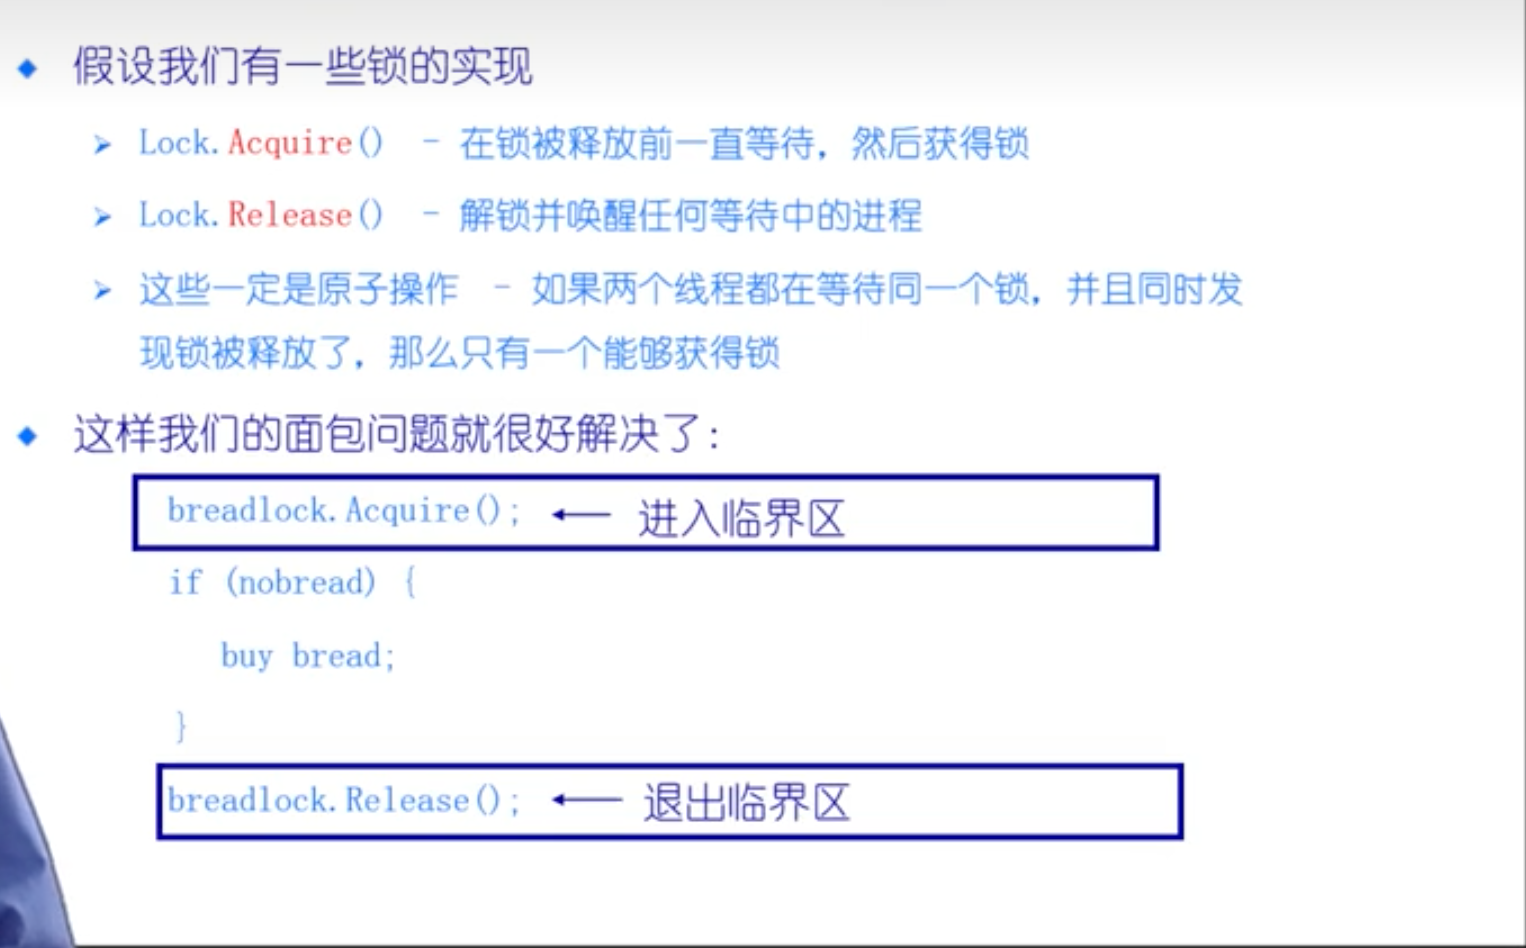 假设我们有一些锁的实现
Lock.Acquire() - 在锁被释放前一直等待，然后获得锁
Lock.Release() - 解锁并唤醒任何等待中的进程
这些一定是原子操作 - 如果两个线程都在等待同一个锁，并且同时发
现锁被释放了，那么只有一个能够获得锁
这样我们的面包问题就很好解决了：
breadlock.Acquire(); ← 进入临界区
if (nobread) {
buy bread;
}
breadlock.Release(); ← 退出临界区